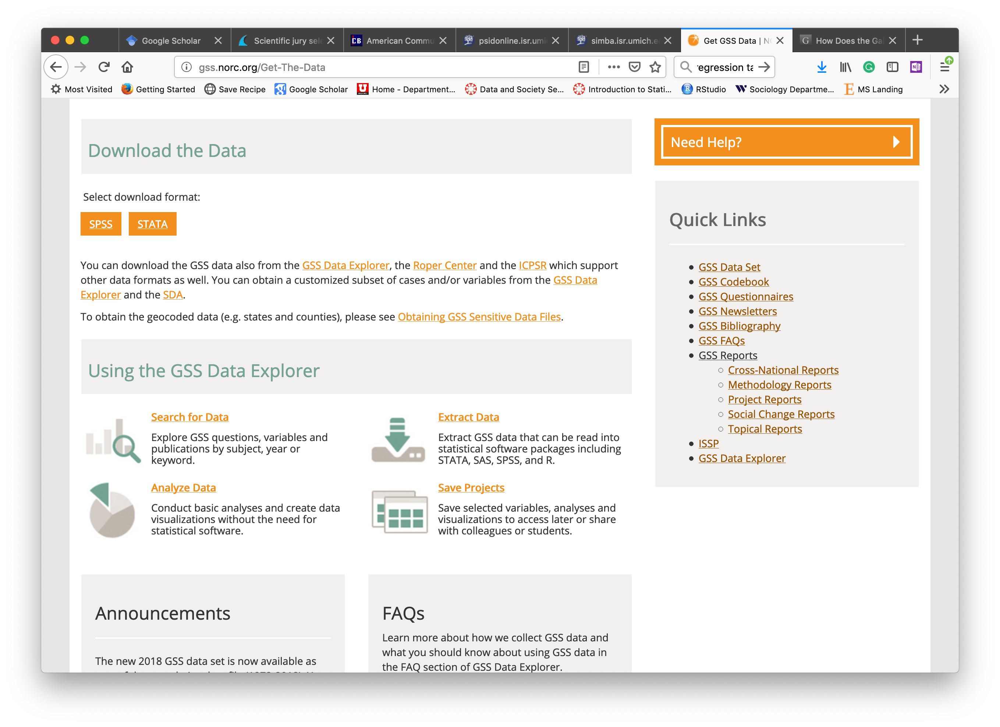 Google Scholar
Scientific jury sele
American Commu
psidonline.isr.umi
simba.isr.umich.e
Get GSS Data | N
How Does the Gal
gss.norc.org/Get-The-Data
regression ta
Most Visited
Getting Started
Save Recipe
Google Scholar
Home - Department...
Data and Society Se...
Introduction to Stati...
RStudio
Sociology Departme...
MS Landing
Download the Data
Select download format:
SPSS
STATA
You can download the GSS data also from the GSS Data Explorer, the Roper Center and the ICPSR which support
other data formats as well. You can obtain a customized subset of cases and/or variables from the GSS Data
Explorer and the SDA.
To obtain the geocoded data (e.g. states and counties), please see Obtaining GSS Sensitive Data Files.
Using the GSS Data Explorer
Search for Data
Explore GSS questions, variables and
publications by subject, year or
keyword.
Extract Data
Extract GSS data that can be read into
statistical software packages including
STATA, SAS, SPSS, and R.
Analyze Data
Conduct basic analyses and create data
visualizations without the need for
statistical software.
Save Projects
Save selected variables, analyses and
visualizations to access later or share
with colleagues or students.
Announcements
The new 2018 GSS data set is now available as
FAQs
Learn more about how we collect GSS data and
what you should know about using GSS data in
the FAQ section of GSS Data Explorer.
Need Help?
Quick Links
GSS Data Set
GSS Codebook
GSS Questionnaires
GSS Newsletters
GSS Bibliography
GSS FAQs
GSS Reports
Cross-National Reports
Methodology Reports
Project Reports
Social Change Reports
Topical Reports
ISSP
GSS Data Explorer